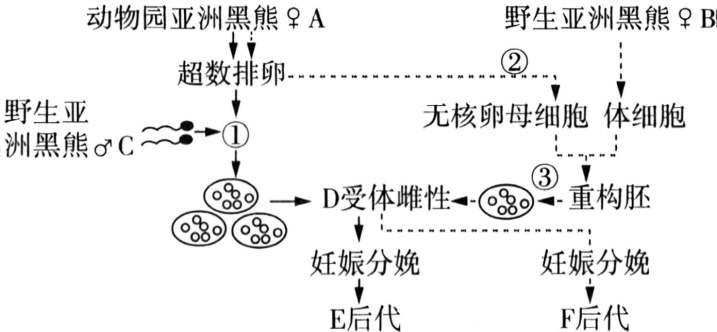 动物园亚洲黑熊♀A
野生亚洲黑熊♀B
超数排卵
②
野生亚
洲黑熊♂C
①
无核卵母细胞
体细胞
③
D受体雌性
重构胚
妊娠分娩
妊娠分娩
E后代
F后代